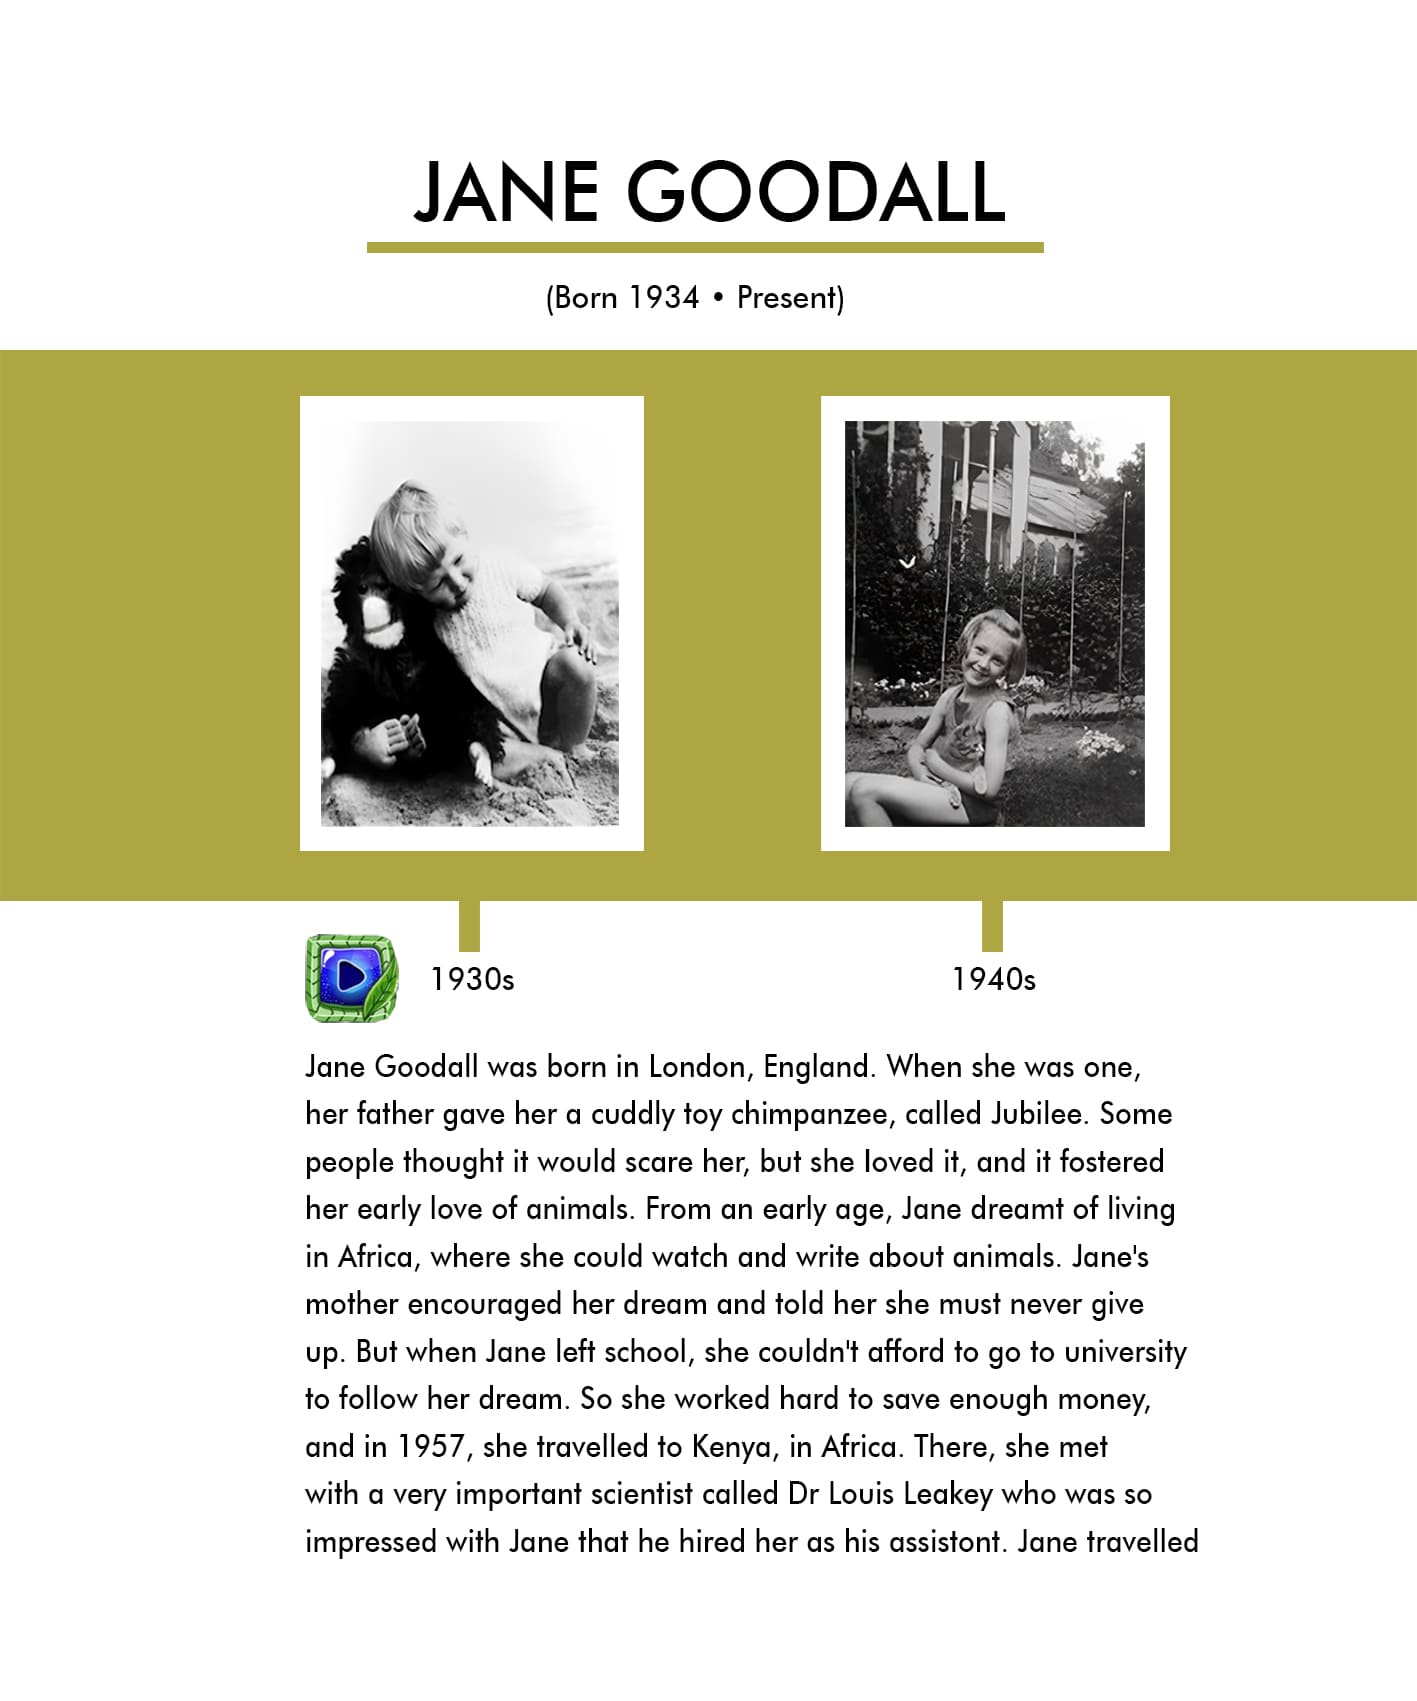 JANE GOODALL
(Born 1934 • Present)
1930s
1940s
Jane Goodall was born in London, England. When she was one,
her father gave her a cuddly toy chimpanzee, called Jubilee. Some
people thought it would scare her, but she loved it, and it fostered
her early love of animals. From an early age, Jane dreamt of living
in Africa, where she could watch and write about animals. Jane's
mother encouraged her dream and told her she must never give
up. But when Jane left school, she couldn't afford to go to university
to follow her dream. So she worked hard to save enough money,
and in 1957, she travelled to Kenya, in Africa. There, she met
with a very important scientist called Dr Louis Leakey who was so
impressed with Jane that he hired her as his assistont. Jane travelled